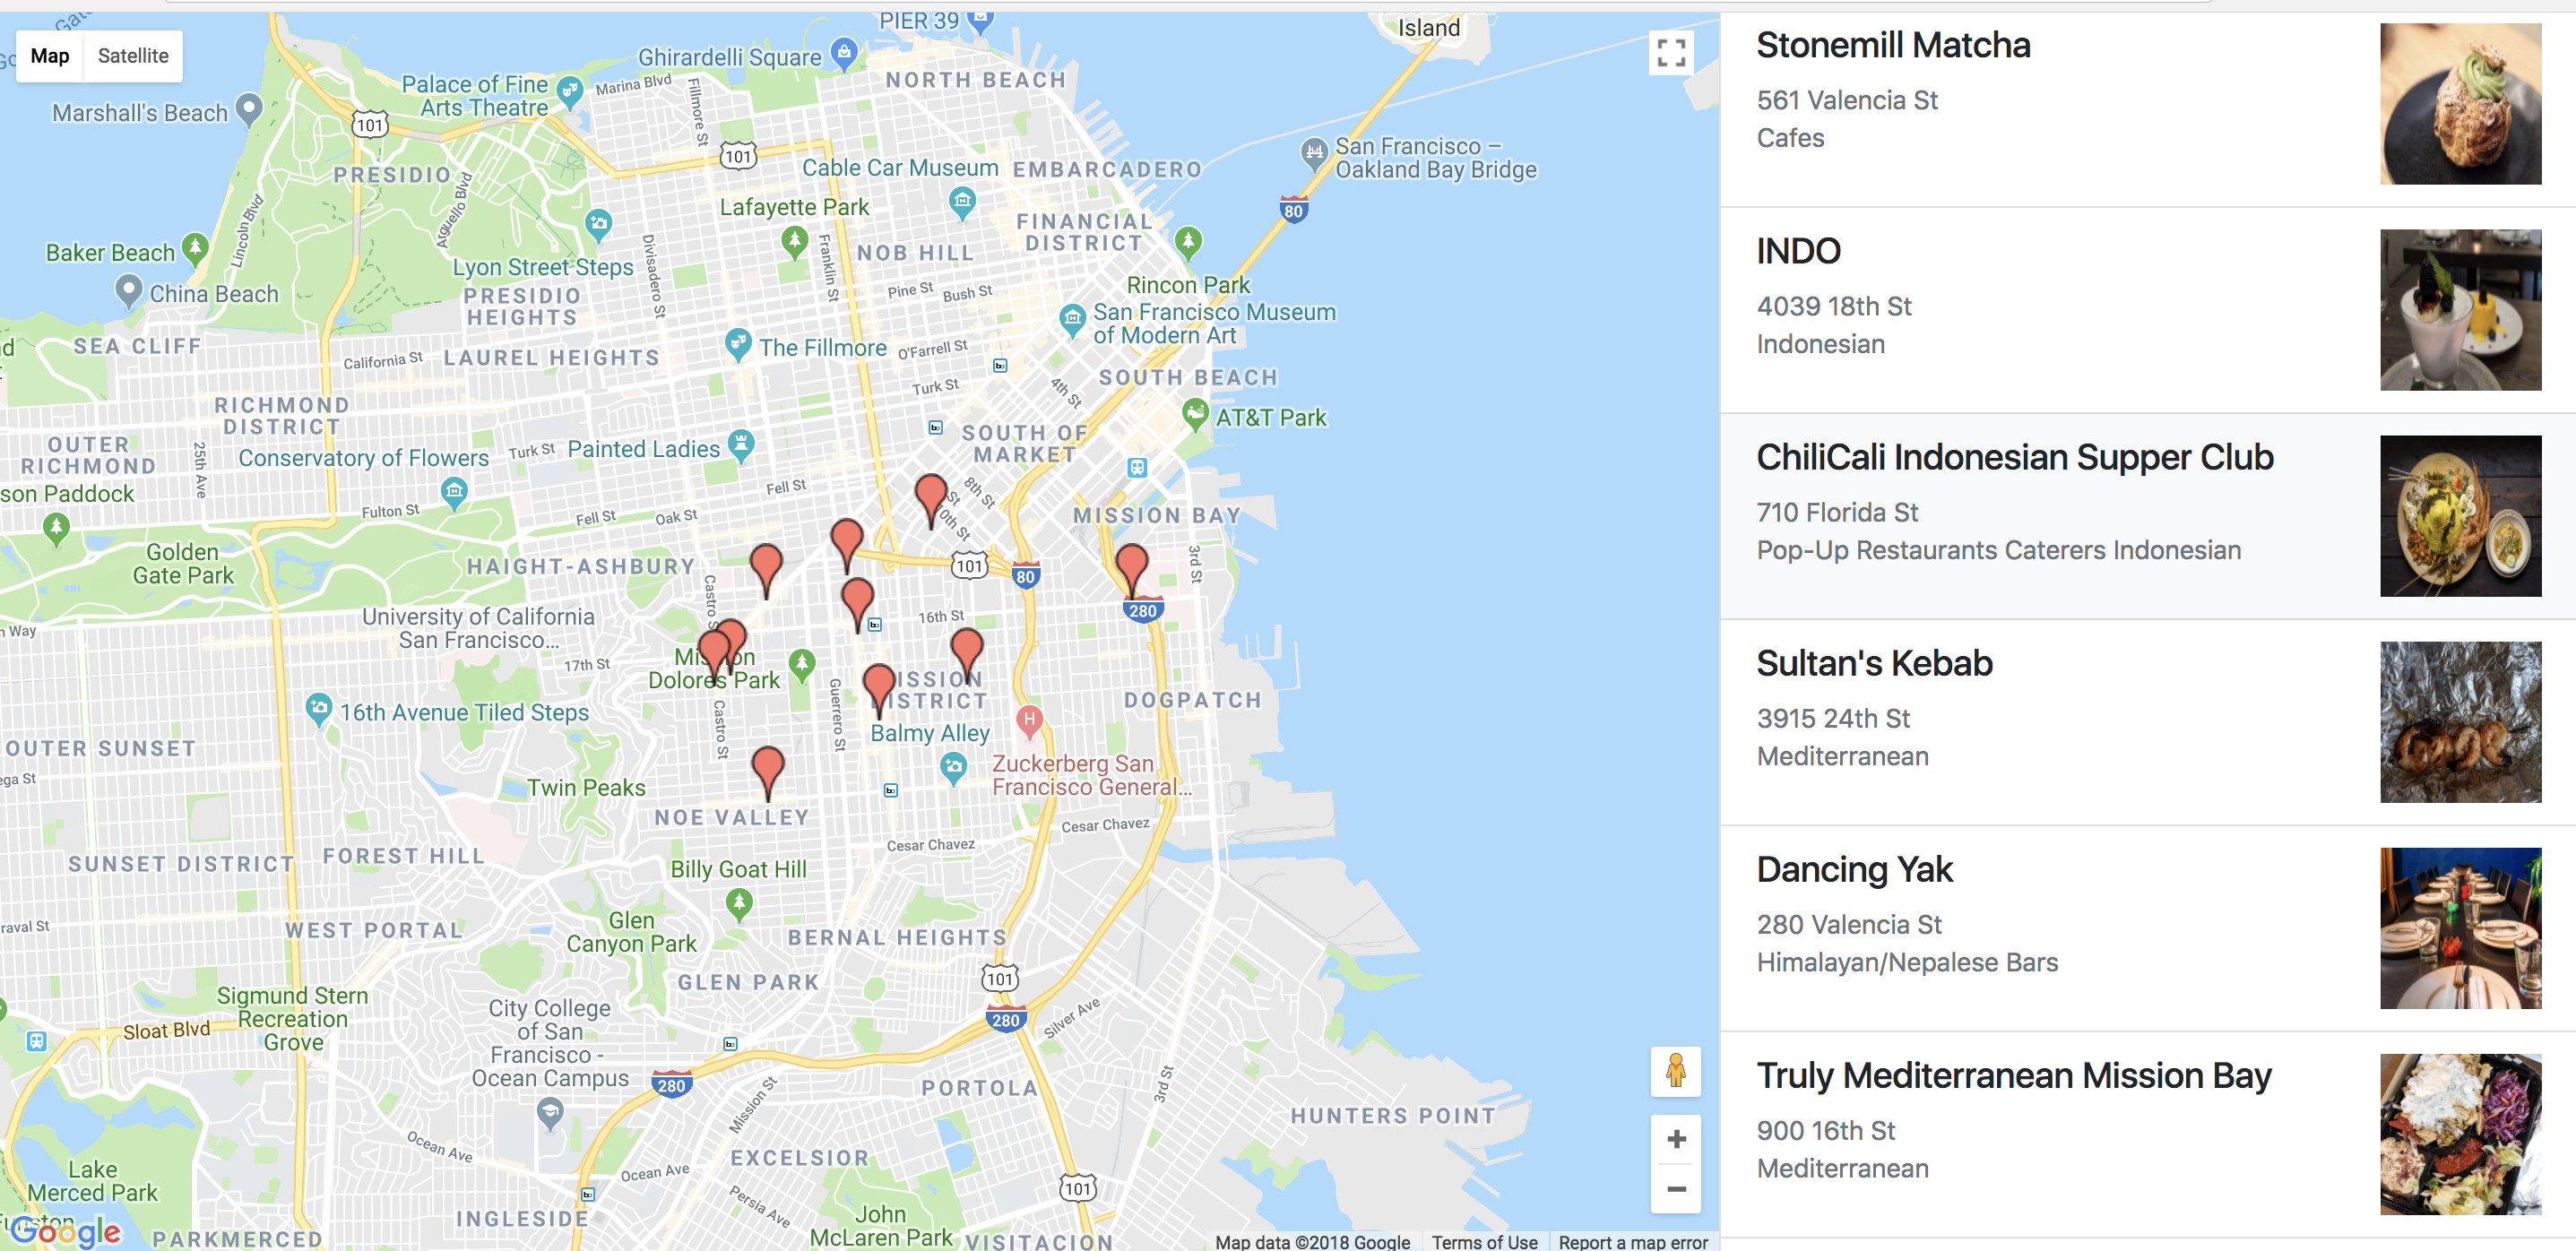 Map
Satellite
PIER 39
Ghirardelli Square
NORTH BEACH
Island
Palace of Fine
Arts Theatre
Marina Blvd
Fillmore St
Marshall's Beach
101
101
San Francisco –
Oakland Bay Bridge
PRESIDIO
Cable Car Museum
EMBARCADERO
Arguello Blvd
Lincoln Blvd
Lafayette Park
80
FINANCIAL
DISTRICT
Baker Beach
Divisadero St
Franklin St
NOB HILL
Lyon Street Steps
China Beach
PRESIDIO
HEIGHTS
Pine St
Bush St
Rincon Park
San Francisco Museum
of Modern Art
SEA CLIFF
California St
LAUREL HEIGHTS
The Fillmore
O'Farrell St
Turk St
4th St
SOUTH BEACH
RICHMOND
DISTRICT
AT&T Park
OUTER
RICHMOND
25th Ave
Conservatory of Flowers
Turk St
Painted Ladies
SOUTH OF
MARKET
son Paddock
Fell St
8th St
Fulton St
Fell St
Oak St
10th St
MISSION BAY
Golden
Gate Park
HAIGHT-ASHBURY
101
80
3rd St
Castro S
University of California
San Francisco...
16th St
280
n Way
17th St
Mission
Dolores Park
ISSION
ISTRICT
DOGPATCH
16th Avenue Tiled Steps
Castro St
Guerrero St
Balmy Alley
H
OUTER SUNSET
ega St
Twin Peaks
Zuckerberg San
Francisco General...
NOE VALLEY
Cesar Chavez
Cesar Chavez
SUNSET DISTRICT
FOREST HILL
Billy Goat Hill
raval St
WEST PORTAL
Glen
Canyon Park
BERNAL HEIGHTS
GLEN PARK
101
Sigmund Stern
Recreation
Grove
Sloat Blvd
City College
of San
Francisco -
Ocean Campus
280
Silver Ave
280
PORTOLA
Mission St
3rd St
HUNTERS POINT
Ocean Ave
EXCELSIOR
Ocean Ave
Persia Ave
Lake
Merced Park
101
INGLESIDE
John
McLaren Park
Google
PARKMERCED
VISITACION
Map data ©2018 Google
Terms of Use
Report a map error
Stonemill Matcha
561 Valencia St
Cafes
INDO
4039 18th St
Indonesian
ChiliCali Indonesian Supper Club
710 Florida St
Pop-Up Restaurants Caterers Indonesian
Sultan's Kebab
3915 24th St
Mediterranean
Dancing Yak
280 Valencia St
Himalayan/Nepalese Bars
Truly Mediterranean Mission Bay
900 16th St
Mediterranean